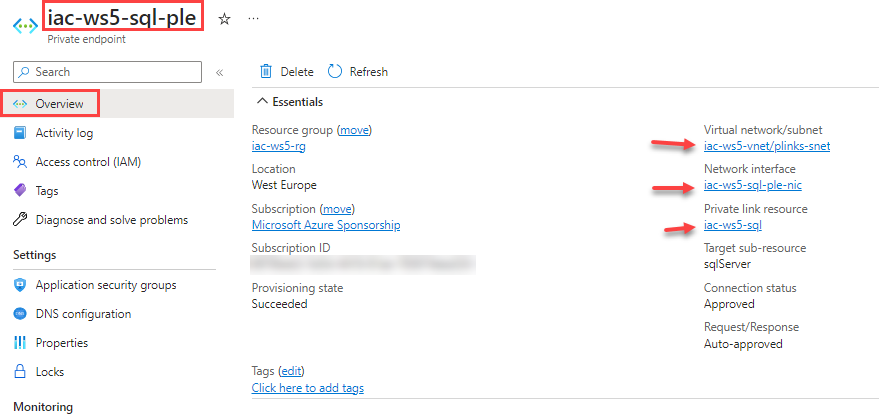 iac-ws5-sql-ple
Private endpoint
Search
Overview
Activity log
Access control (IAM)
Tags
Diagnose and solve problems
Settings
Application security groups
DNS configuration
Properties
Locks
Monitoring
Delete
Refresh
Essentials
Resource group (move)
iac-ws5-rg
Location
West Europe
Subscription (move)
Microsoft Azure Sponsorship
Subscription ID
Provisioning state
Succeeded
Virtual network/subnet
iac-ws5-vnet/plinks-snet
Network interface
iac-ws5-sql-ple-nic
Private link resource
iac-ws5-sql
Target sub-resource
sqlServer
Connection status
Approved
Request/Response
Auto-approved
Tags (edit)
Click here to add tags